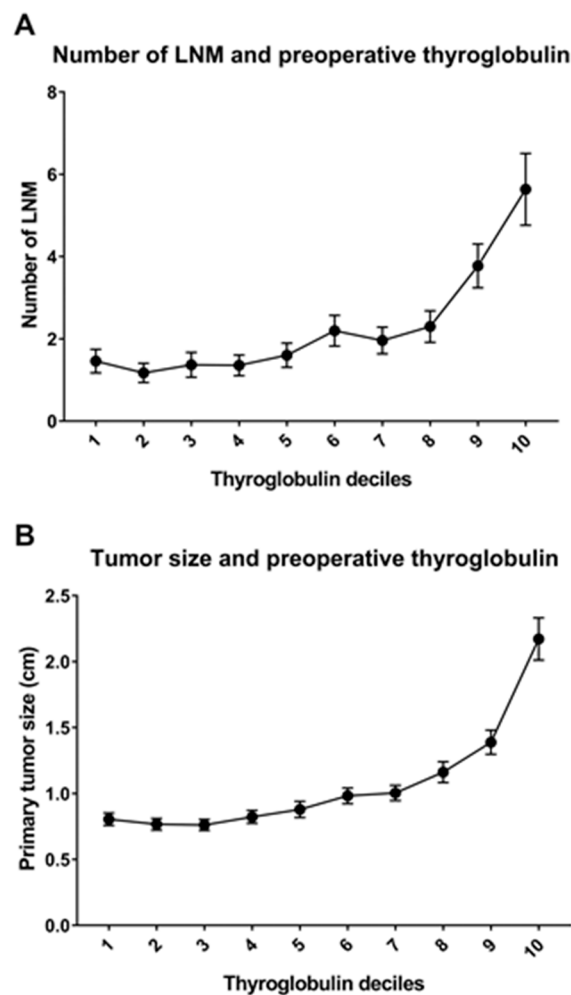 A
Number of LNM and preoperative thyroglobulin
8
6
4
2
0
Number of LNM
1 2 3 4 5 6 7 8 9 10
Thyroglobulin deciles
B
Tumor size and preoperative thyroglobulin
2.5
2.0
1.5
1.0
0.5
0.0
Primary tumor size (cm)
1 2 3 4 5 6 7 8 9 10
Thyroglobulin deciles